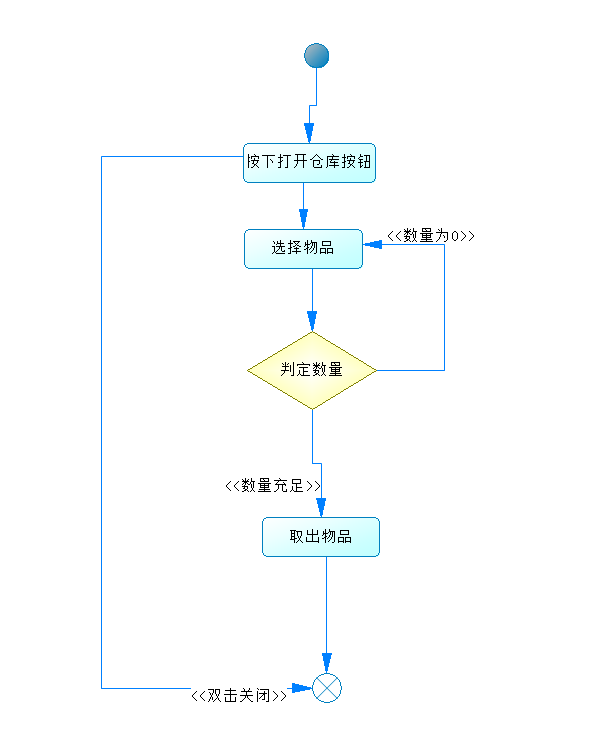 按下打开仓库按钮
<<数量为0>>
选择物品
判定数量
<<数量充足>>
取出物品
<<双击关闭>>